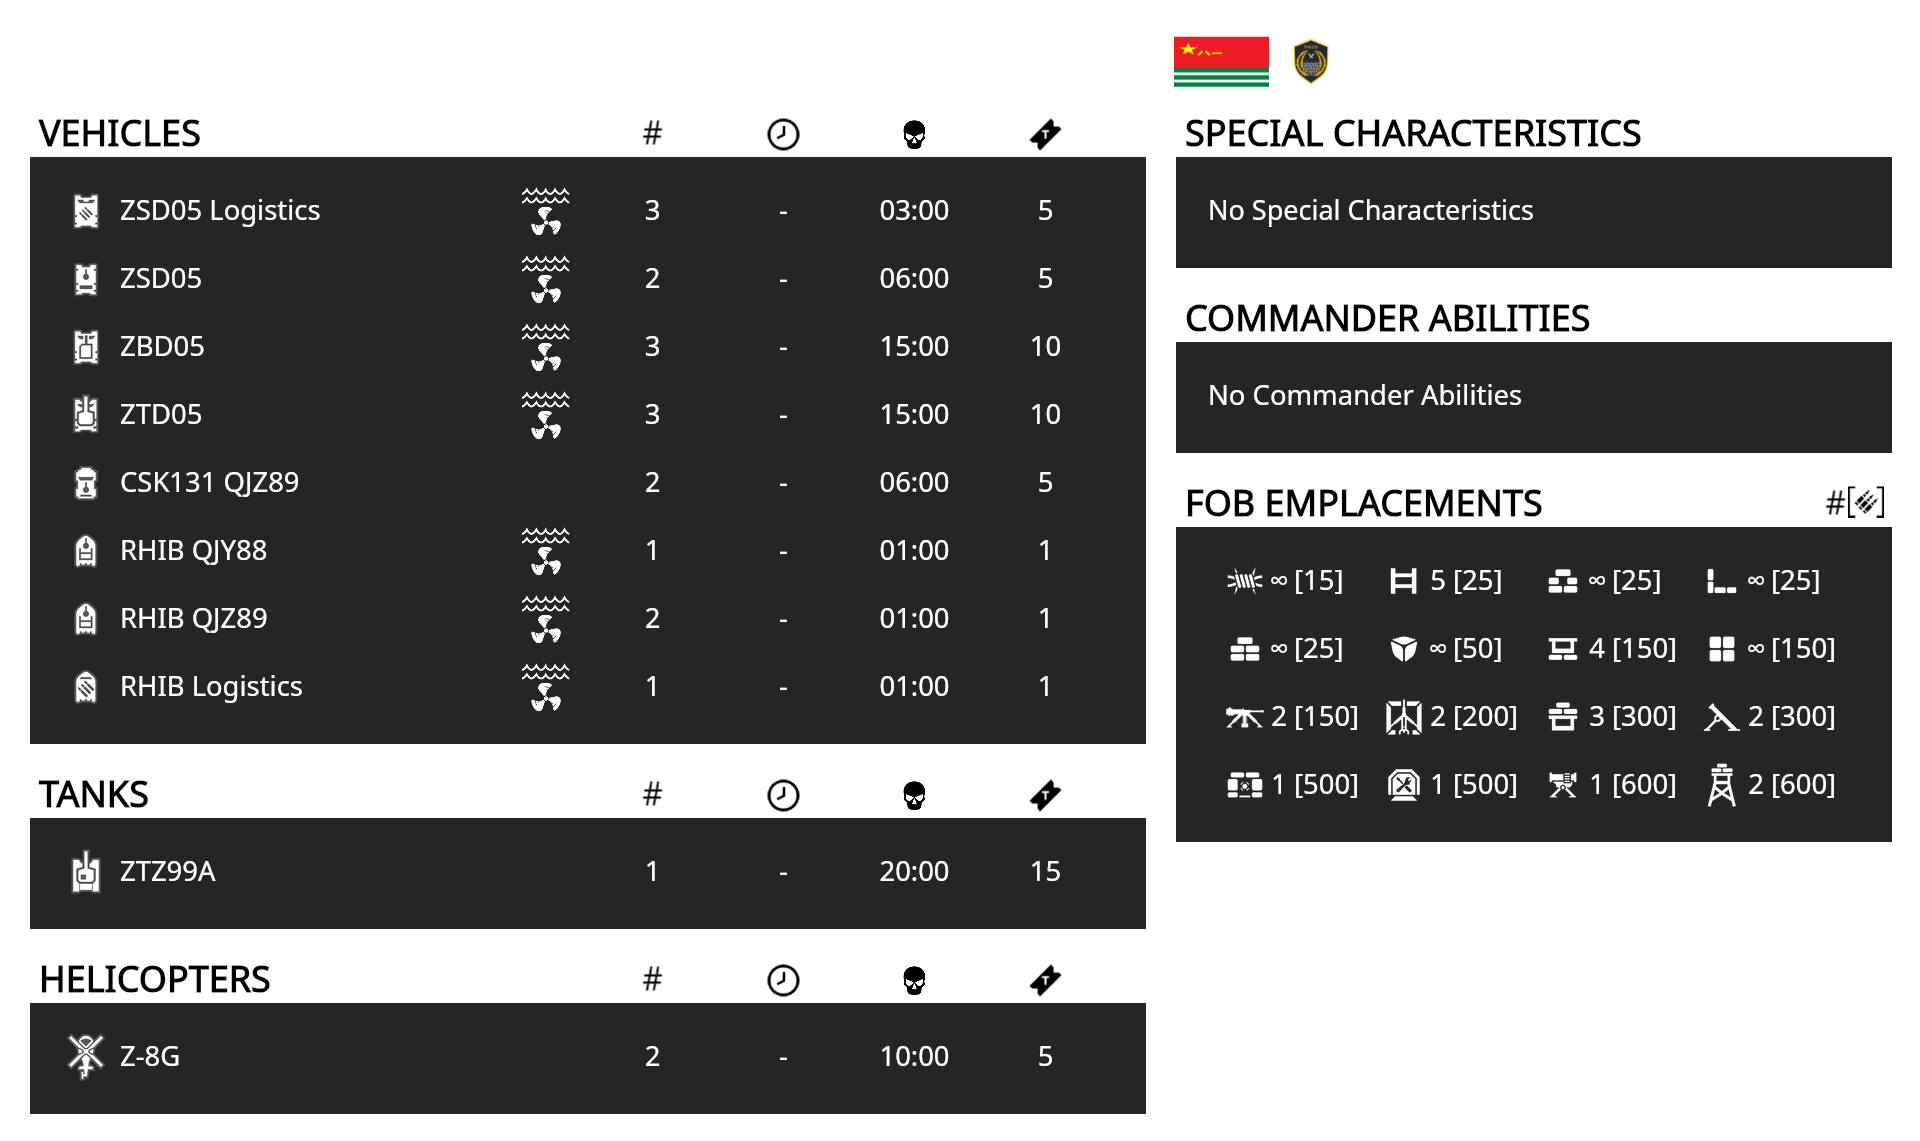 VEHICLES #
ZSD05 Logistics 3 - 03:00 5
ZSD05 2 - 06:00 5
ZBD05 3 - 15:00 10
ZTD05 3 - 15:00 10
CSK131 QJZ89 2 - 06:00 5
RHIB QJY88 1 - 01:00 1
RHIB QJZ89 2 - 01:00 1
RHIB Logistics 1 - 01:00 1
TANKS #
ZTZ99A 1 - 20:00 15
HELICOPTERS #
Z-8G 2 - 10:00 5
SPECIAL CHARACTERISTICS
No Special Characteristics
COMMANDER ABILITIES
No Commander Abilities
FOB EMPLACEMENTS #[ ]
∞ [15] 5 [25] ∞ [25] ∞ [25]
∞ [25] ∞ [50] 4 [150] ∞ [150]
2 [150] 2 [200] 3 [300] 2 [300]
1 [500] 1 [500] 1 [600] 2 [600]